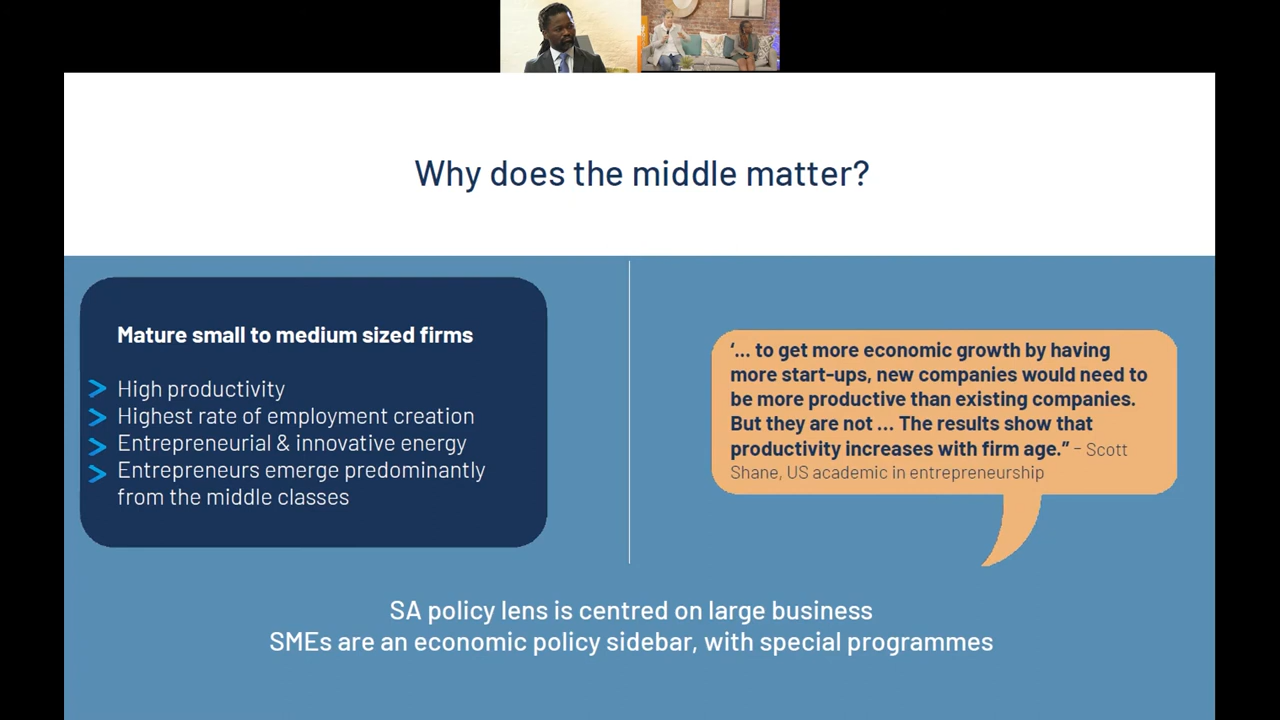 Why does the middle matter?
Mature small to medium sized firms
High productivity
Highest rate of employment creation
Entrepreneurial & innovative energy
Entrepreneurs emerge predominantly
from the middle classes
‘... to get more economic growth by having
more start-ups, new companies would need to
be more productive than existing companies.
But they are not ... The results show that
productivity increases with firm age.” – Scott
Shane, US academic in entrepreneurship
SA policy lens is centred on large business
SMEs are an economic policy sidebar, with special programmes